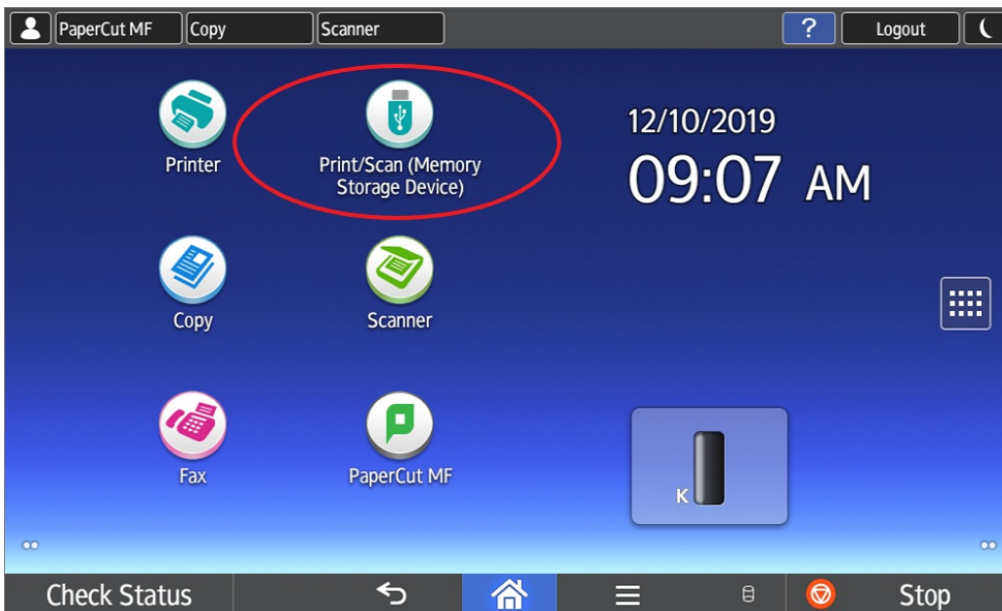 PaperCut MF
Copy
Scanner
?
Logout
Printer
Print/Scan (Memory
Storage Device)
12/10/2019
09:07 AM
Copy
Scanner
Fax
PaperCut MF
K
Check Status
Stop